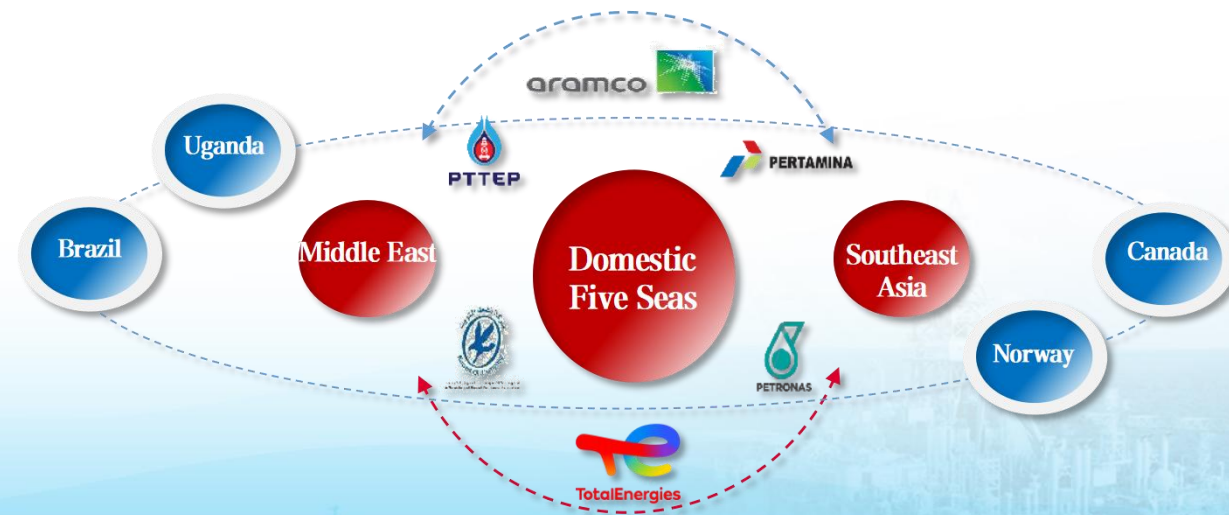 aramco
Uganda
PTTEP
PERTAMINA
Brazil
Middle East
Domestic
Five Seas
Southeast
Asia
Canada
Norway
PETRONAS
TotalEnergies